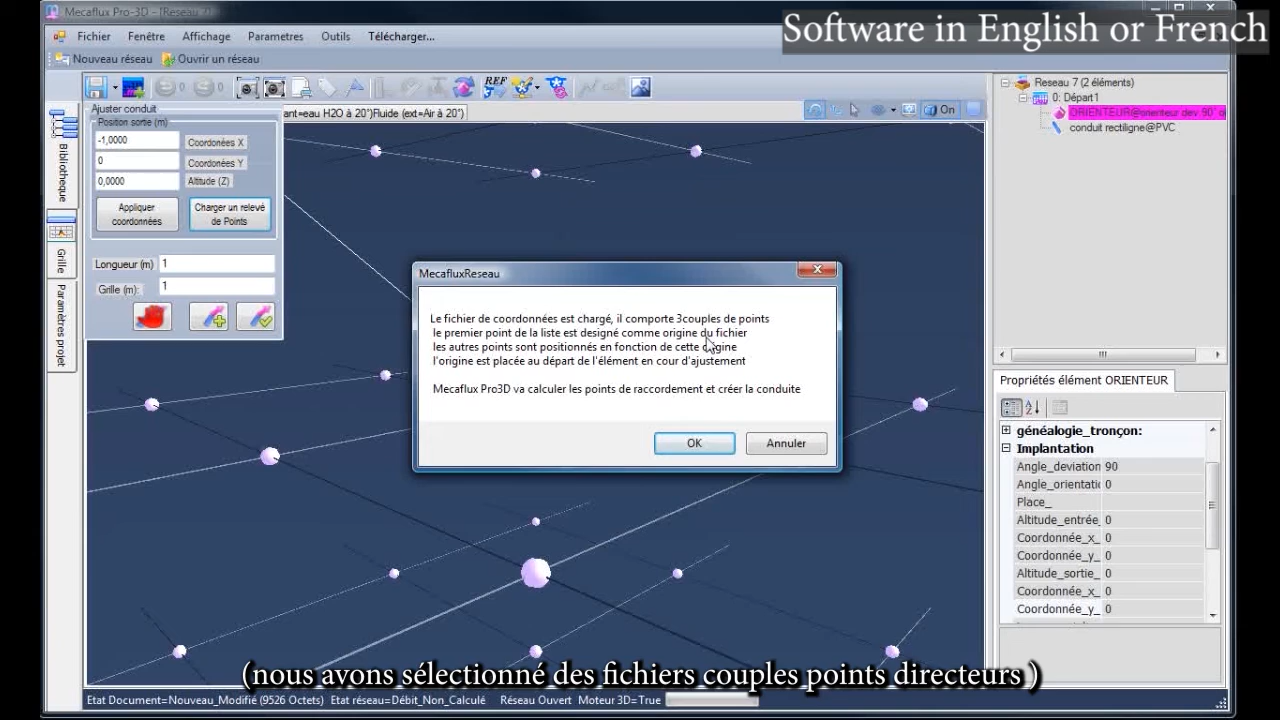 Mecaflux Pro-3D - [Reseau 7]
Software in English or French
Fichier Fenêtre Affichage Parametres Outils Télécharger...
Nouveau réseau Ouvrir un réseau
REF
Ajuster conduit
ant=eau H2O à 20°)Fluide (ext=Air à 20°)
On
Position sortie (m)
-1,0000 Coordonées X
0 Coordonées Y
0,0000 Altitude (Z)
Appliquer coordonnées
Charger un relevé de Points
Longueur (m) 1
Grille (m): 1
Bibliotheque
Grille
Paramètres projet
Reseau 7 (2 éléments)
0: Départ1
ORIENTEUR@orienteur dev 90° o
conduit rectiligne@PVC
MecafluxReseau
Le fichier de coordonnées est chargé, il comporte 3couples de points
le premier point de la liste est designé comme origine du fichier
les autres points sont positionnés en fonction de cette origine
l'origine est placée au départ de l'élément en cour d'ajustement
Mecaflux Pro3D va calculer les points de raccordement et créer la conduite
OK Annuler
Propriétés élément ORIENTEUR
généalogie_tronçon:
Implantation
Angle_deviation 90
Angle_orientatio 0
Place_
Altitude_entrée_ 0
Coordonnée_x_ 0
Coordonnée_y_ 0
Altitude_sortie_ 0
Coordonnée_x_ 0
Coordonnée_y_ 0
(nous avons sélectionné des fichiers couples points directeurs )
Etat Document=Nouveau_Modifié (9526 Octets) Etat réseau=Débit_Non_Calculé Réseau Ouvert Moteur 3D=True